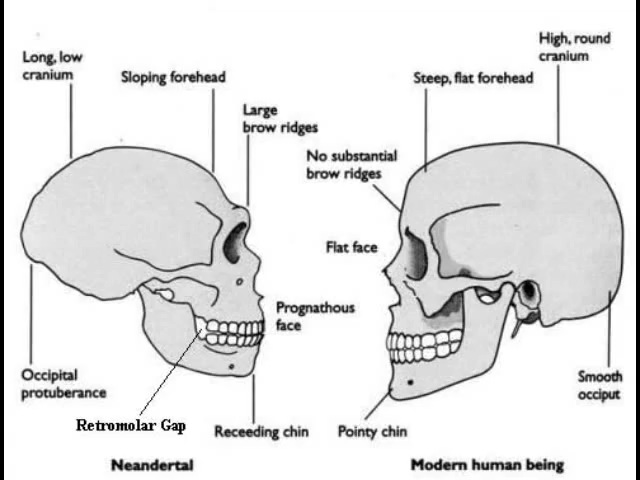 Long, low
cranium
Sloping forehead
Large
brow ridges
Prognathous
face
Occipital
protuberance
Retromolar Gap
Receeding chin
Neandertal
High, round
cranium
Steep, flat forehead
No substantial
brow ridges
Flat face
Smooth
occiput
Pointy chin
Modern human being